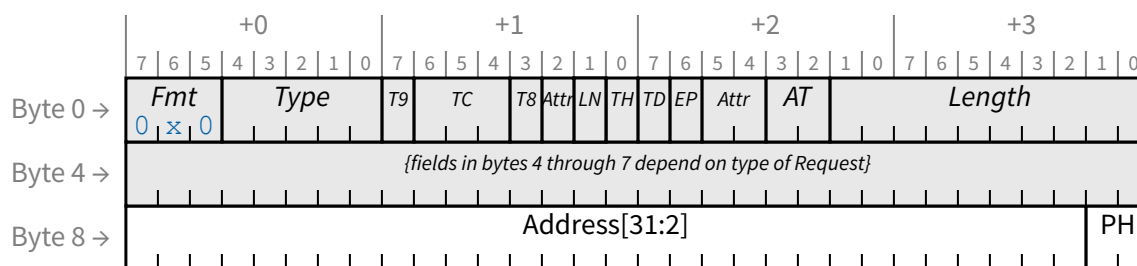 +0 +1 +2 +3
7 6 5 4 3 2 1 0 7 6 5 4 3 2 1 0 7 6 5 4 3 2 1 0 7 6 5 4 3 2 1 0
Byte 0 → Fmt Type T9 TC T8 Attr LN TH TD EP Attr AT Length
0 x 0
Byte 4 → {fields in bytes 4 through 7 depend on type of Request}
Byte 8 → Address[31:2] PH